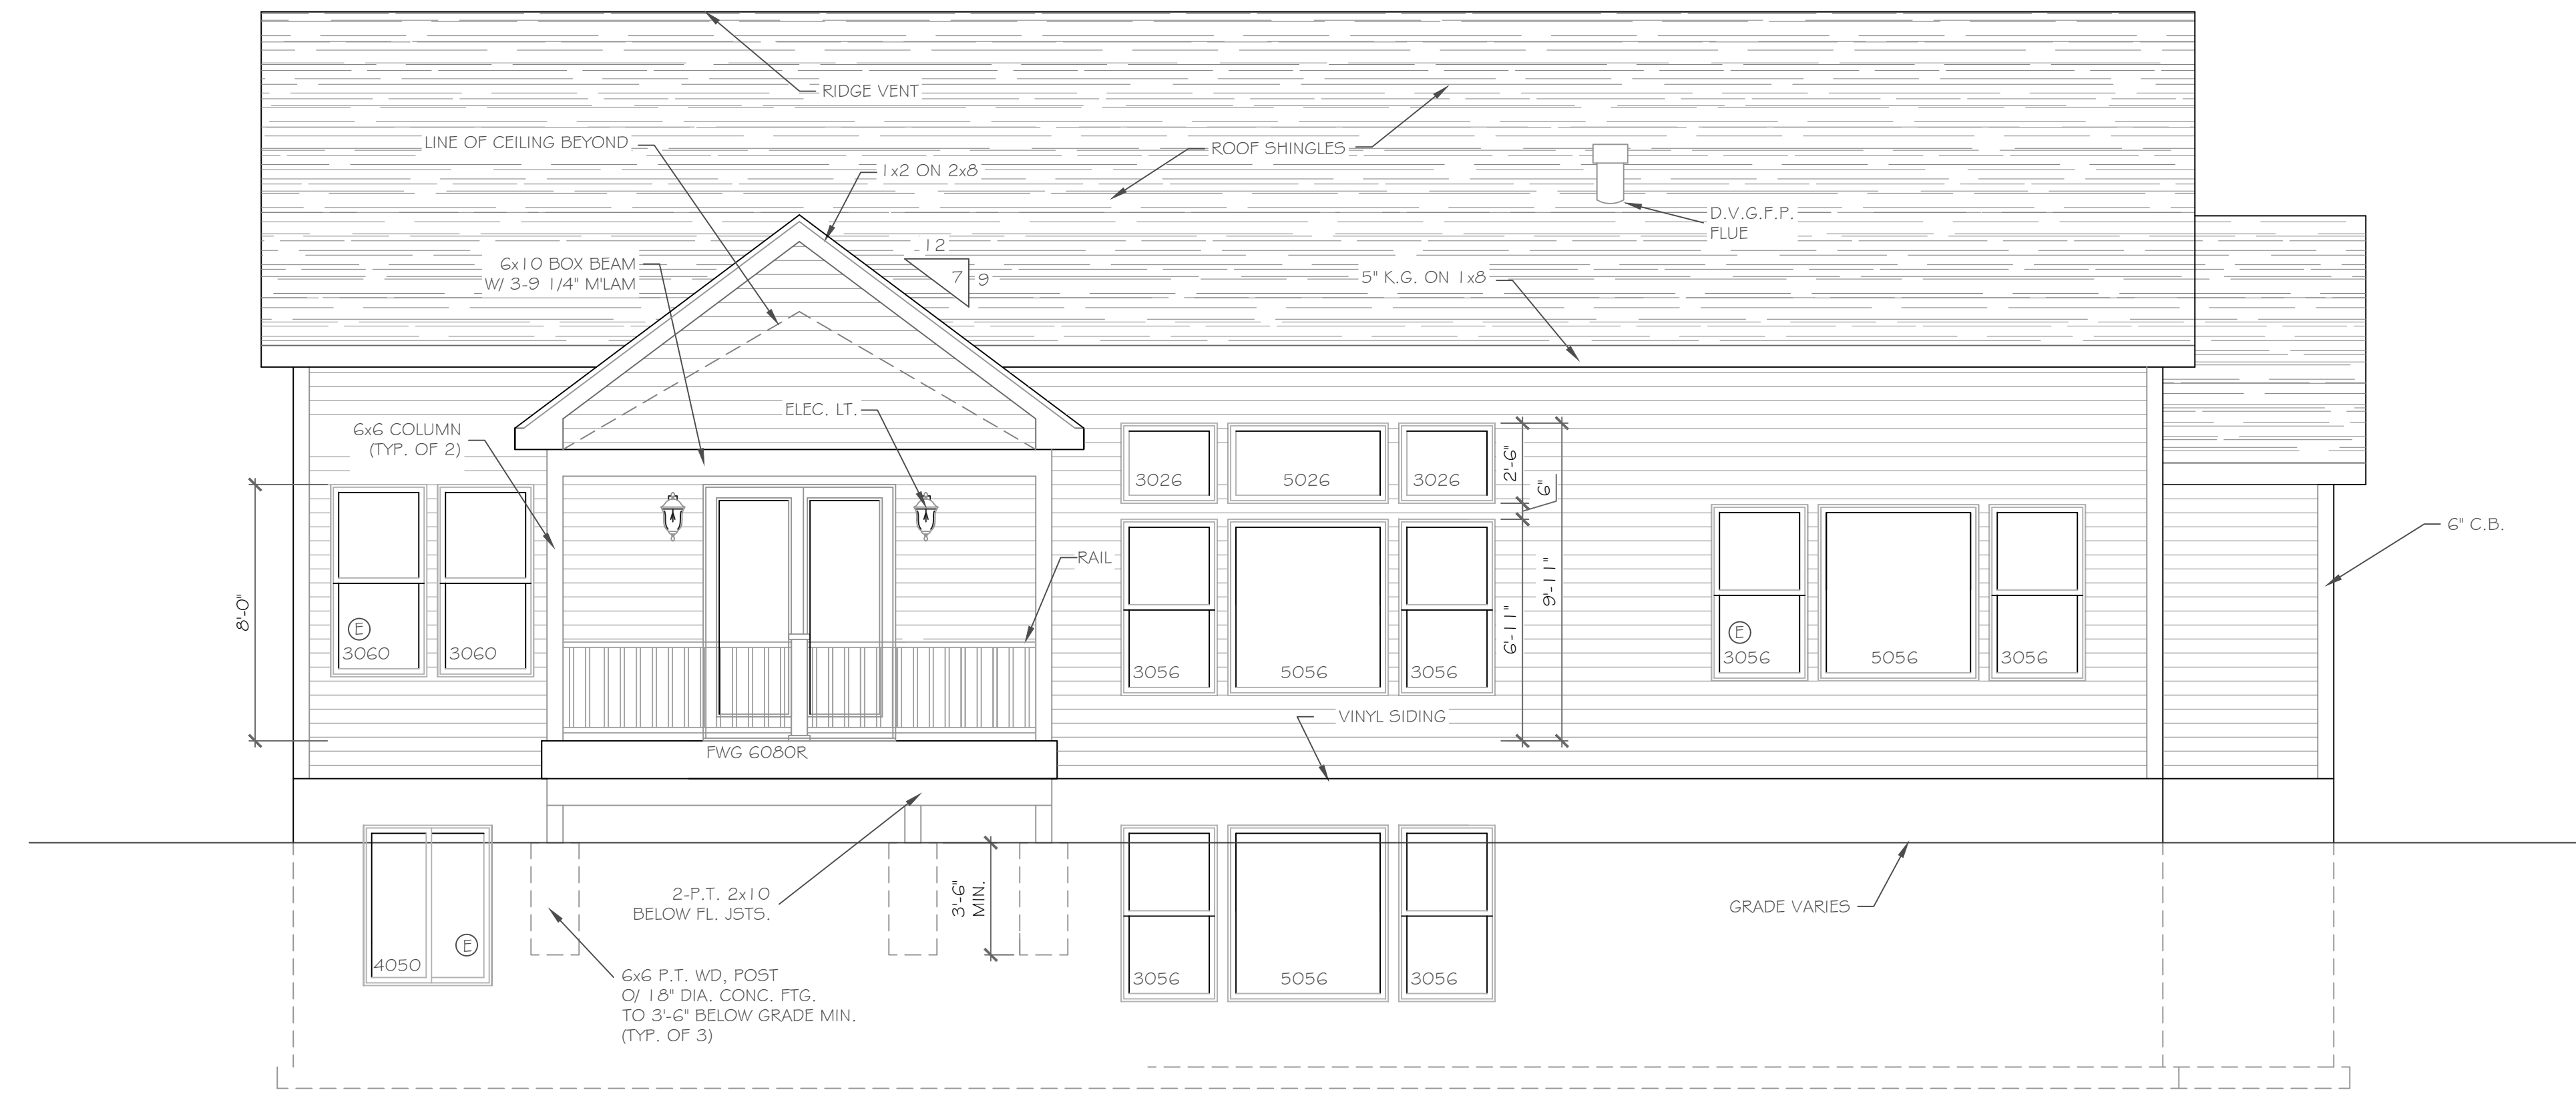 RIDGE VENT
LINE OF CEILING BEYOND
ROOF SHINGLES
1x2 ON 2x8
D.V.G.F.P.
FLUE
12
7
9
6x10 BOX BEAM
W/ 3-9 1/4" M'LAM
5" K.G. ON 1x8
ELEC. LT.
6x6 COLUMN
(TYP. OF 2)
3026
5026
3026
2'-6"
6"
6" C.B.
RAIL
8'-0"
9'-11"
6'-11"
E
3060
3060
3056
5056
3056
E
3056
5056
3056
VINYL SIDING
FWG 6080R
2-P.T. 2x10
BELOW FL. JSTS.
3'-6"
MIN.
GRADE VARIES
E
4050
3056
5056
3056
6x6 P.T. WD, POST
O/ 18" DIA. CONC. FTG.
TO 3'-6" BELOW GRADE MIN.
(TYP. OF 3)